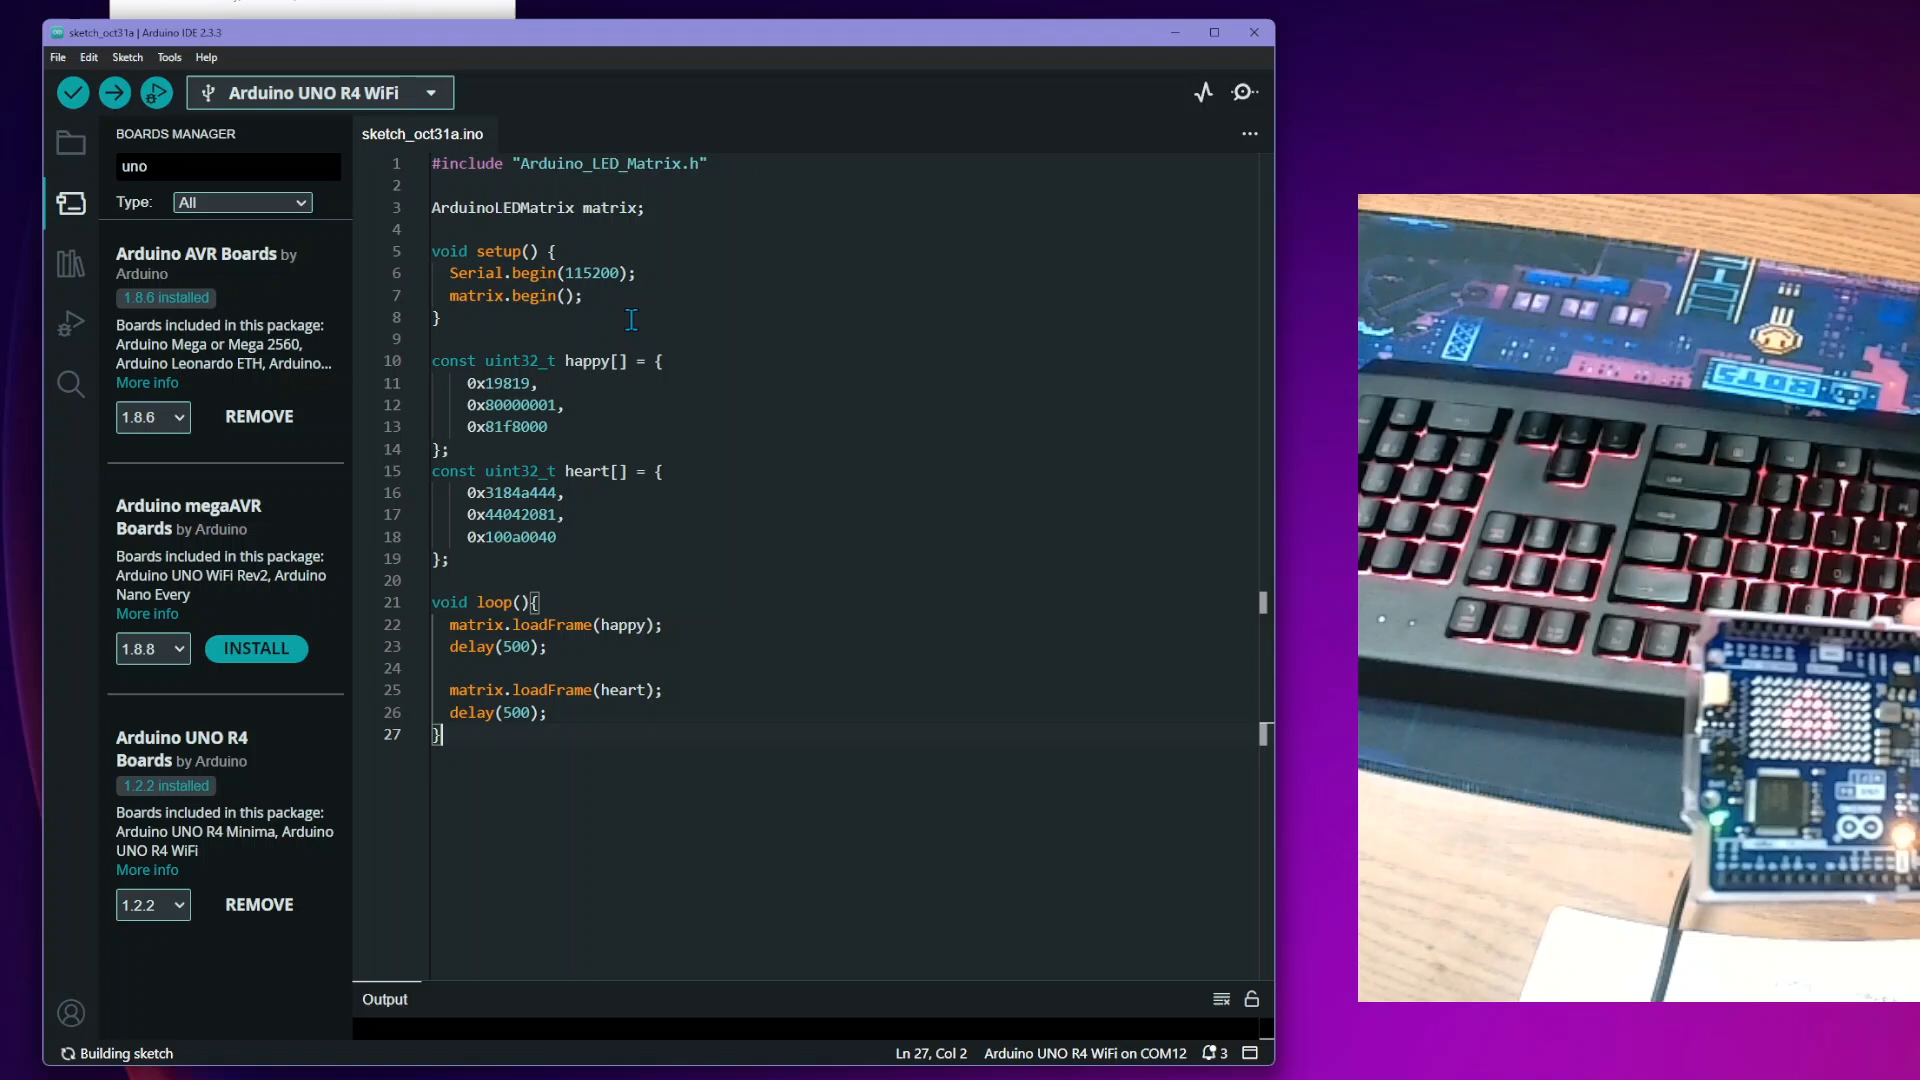 sketch_oct31a | Arduino IDE 2.3.3
File Edit Sketch Tools Help
Arduino UNO R4 WiFi
BOARDS MANAGER
uno
Type: All
Arduino AVR Boards by
Arduino
1.8.6 installed
Boards included in this package:
Arduino Mega or Mega 2560,
Arduino Leonardo ETH, Arduino...
More info
1.8.6 REMOVE
Arduino megaAVR
Boards by Arduino
Boards included in this package:
Arduino UNO WiFi Rev2, Arduino
Nano Every
More info
1.8.8 INSTALL
Arduino UNO R4
Boards by Arduino
1.2.2 installed
Boards included in this package:
Arduino UNO R4 Minima, Arduino
UNO R4 WiFi
More info
1.2.2 REMOVE
sketch_oct31a.ino
1 #include "Arduino_LED_Matrix.h"
2
3 ArduinoLEDMatrix matrix;
4
5 void setup() {
6 Serial.begin(115200);
7 matrix.begin();
8 }
9
10 const uint32_t happy[] = {
11 0x19819,
12 0x80000001,
13 0x81f8000
14 };
15 const uint32_t heart[] = {
16 0x3184a444,
17 0x44042081,
18 0x100a0040
19 };
20
21 void loop(){
22 matrix.loadFrame(happy);
23 delay(500);
24
25 matrix.loadFrame(heart);
26 delay(500);
27 }
Output
Building sketch
Ln 27, Col 2 Arduino UNO R4 WiFi on COM12 3